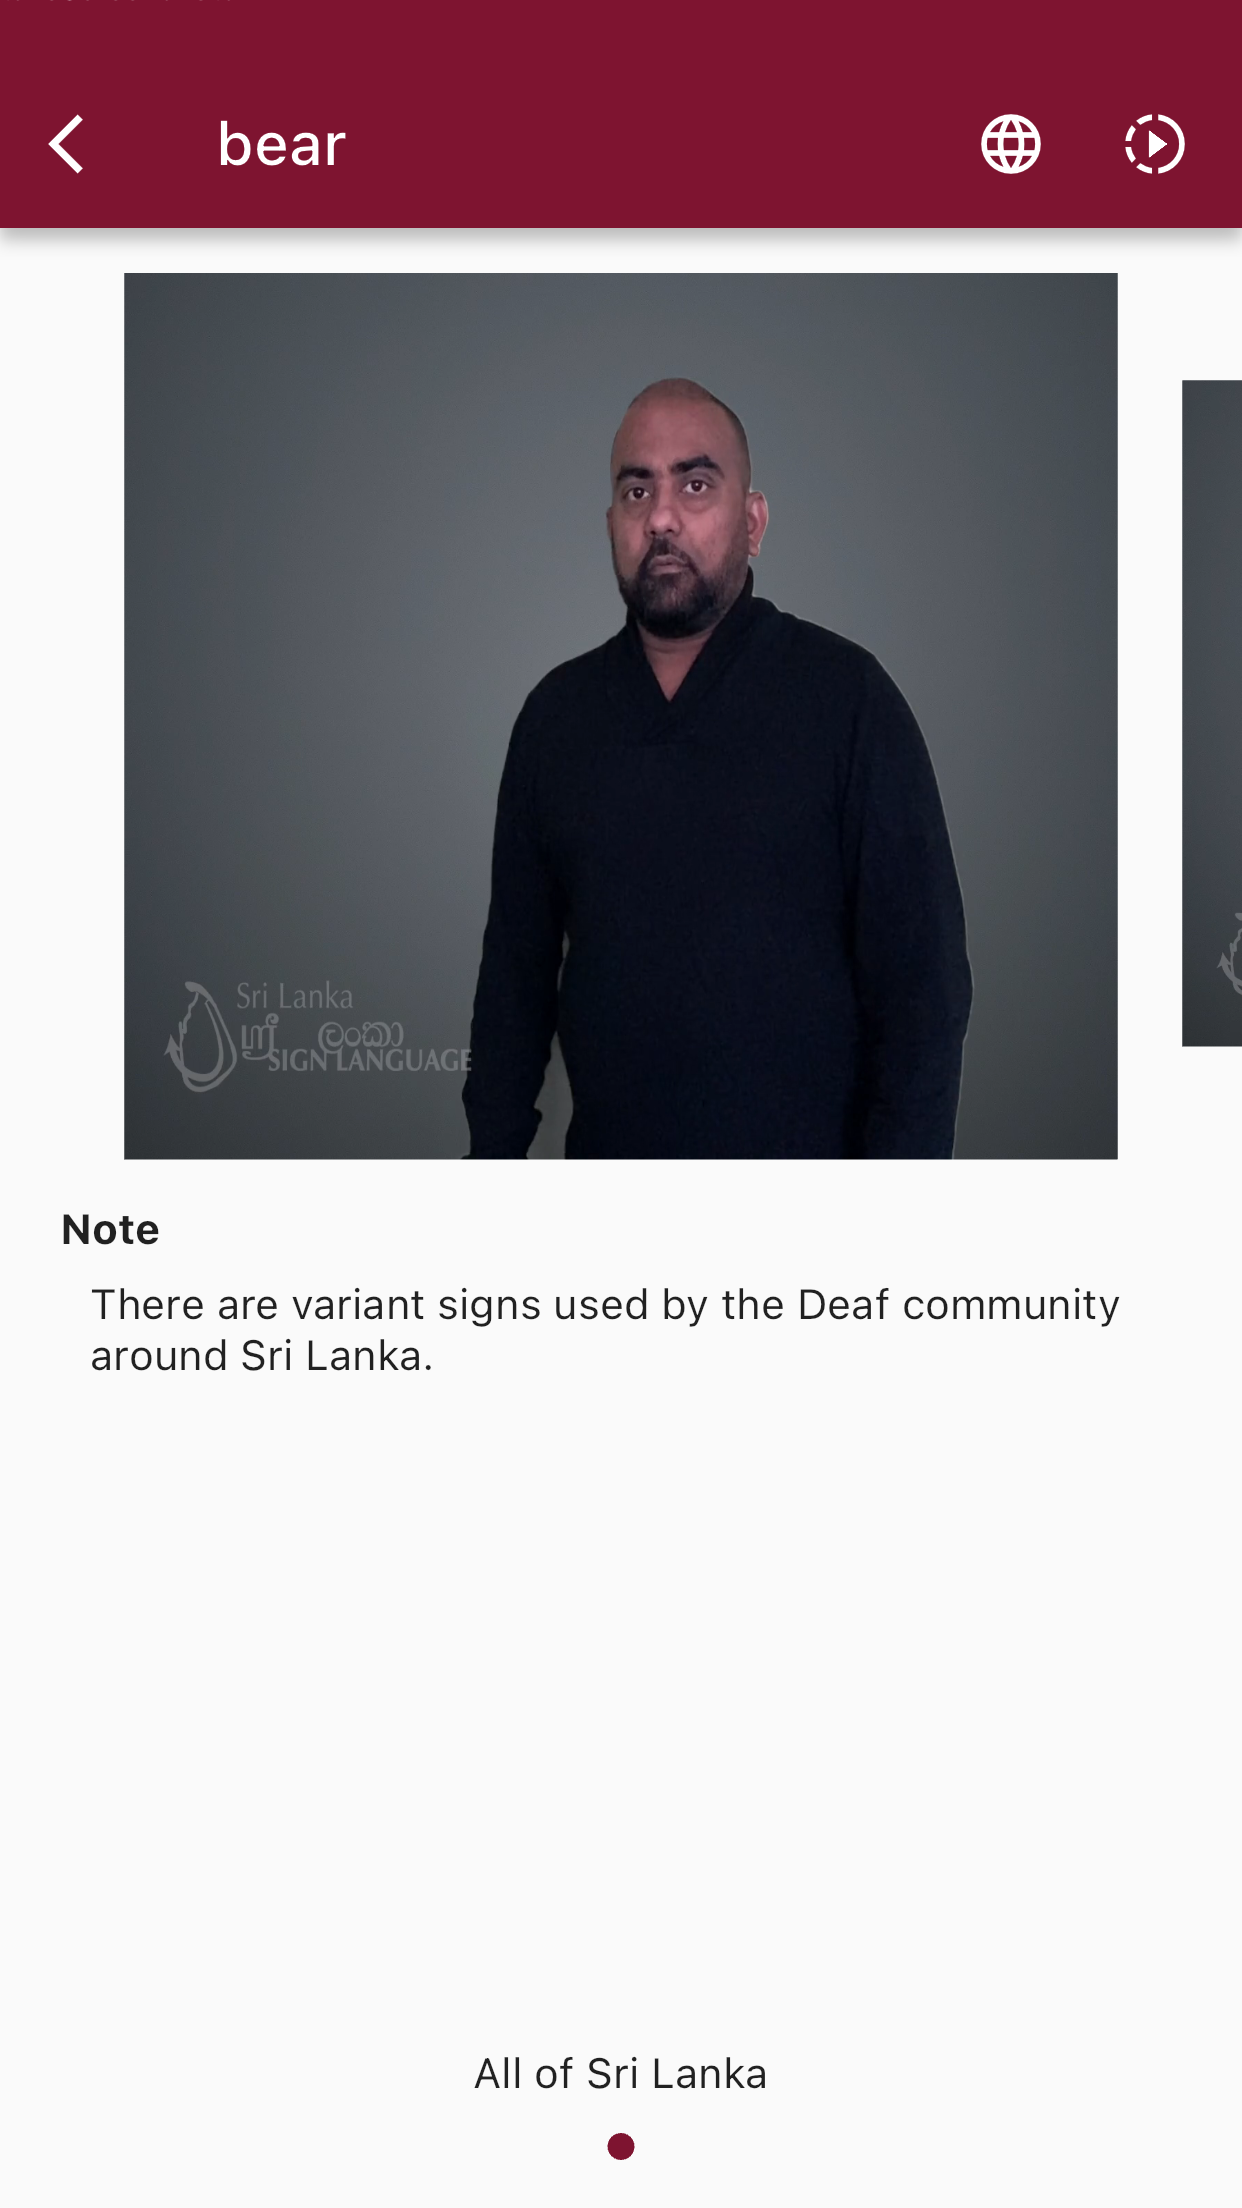 bear
Sri Lanka
ශ්‍රී ලංකා
SIGN LANGUAGE
Note
There are variant signs used by the Deaf community
around Sri Lanka.
All of Sri Lanka